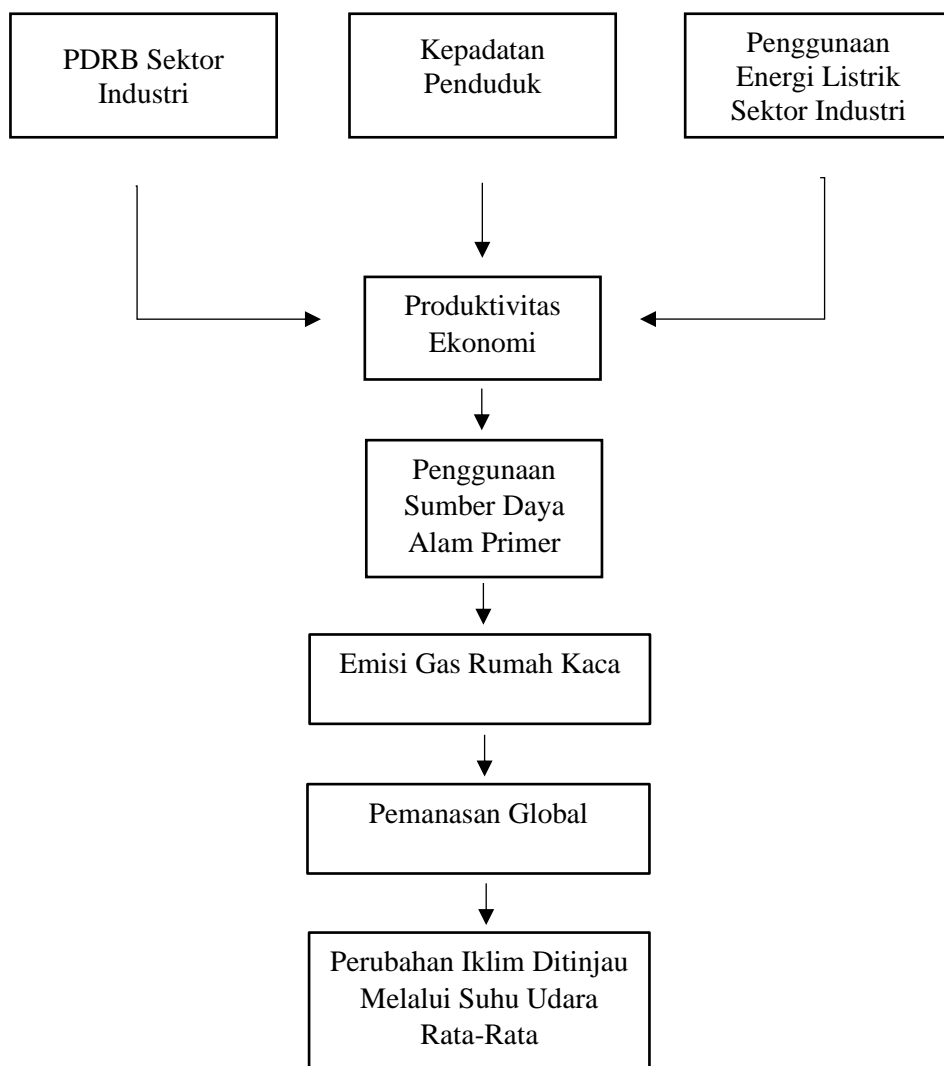 PDRB Sektor
Industri
Kepadatan
Penduduk
Penggunaan
Energi Listrik
Sektor Industri
Produktivitas
Ekonomi
Penggunaan
Sumber Daya
Alam Primer
Emisi Gas Rumah Kaca
Pemanasan Global
Perubahan Iklim Ditinjau
Melalui Suhu Udara
Rata-Rata